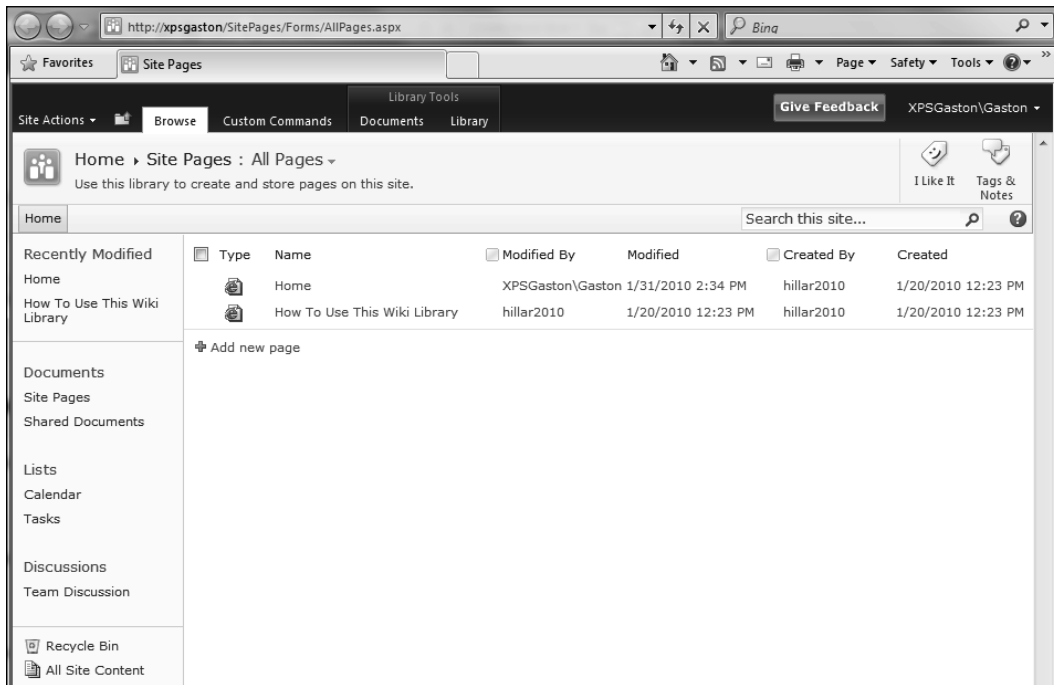 http://xpsgaston/SitePages/Forms/AllPages.aspx
Bing
Favorites
Site Pages
Page
Safety
Tools
Library Tools
Site Actions
Browse
Custom Commands
Documents
Library
Give Feedback
XPSGaston\Gaston
Home
Site Pages : All Pages
Use this library to create and store pages on this site.
I Like It
Tags &
Notes
Home
Search this site...
Recently Modified
Home
How To Use This Wiki
Library
Documents
Site Pages
Shared Documents
Lists
Calendar
Tasks
Discussions
Team Discussion
Recycle Bin
All Site Content
Type Name Modified By Modified Created By Created
Home XPSGaston\Gaston 1/31/2010 2:34 PM hillar2010 1/20/2010 12:23 PM
How To Use This Wiki Library hillar2010 1/20/2010 12:23 PM hillar2010 1/20/2010 12:23 PM
Add new page